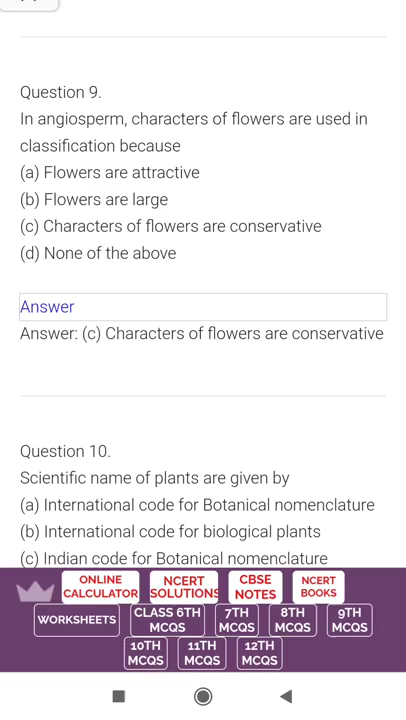 Question 9.
In angiosperm, characters of flowers are used in
classification because
(a) Flowers are attractive
(b) Flowers are large
(c) Characters of flowers are conservative
(d) None of the above
Answer
Answer: (c) Characters of flowers are conservative
Question 10.
Scientific name of plants are given by
(a) International code for Botanical nomenclature
(b) International code for biological plants
(c) Indian code for Botanical nomenclature
ONLINE CALCULATOR
NCERT SOLUTIONS
CBSE NOTES
NCERT BOOKS
WORKSHEETS
CLASS 6TH MCQS
7TH MCQS
8TH MCQS
9TH MCQS
10TH MCQS
11TH MCQS
12TH MCQS